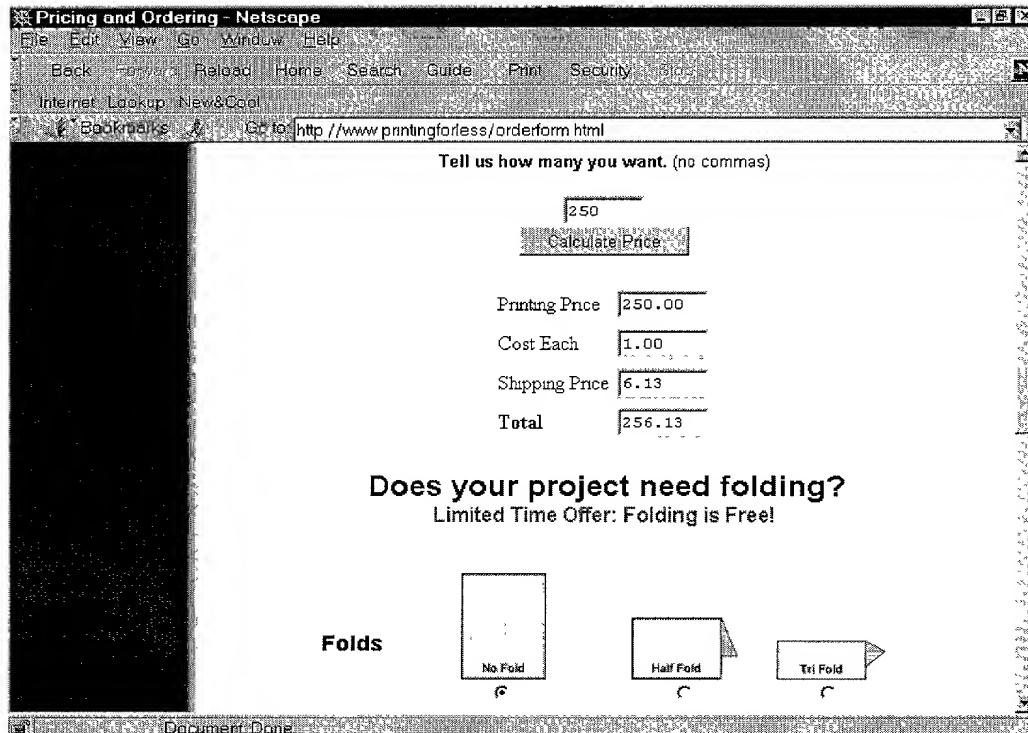 Pricing and Ordering - Netscape
File Edit View Go Window Help
Back Forward Reload Home Search Guide Print Security Stop
Internet Lookup New&Cool
Bookmarks Go to http //www printingforless/orderform html
Tell us how many you want. (no commas)
250
Calculate Price
Printing Price 250.00
Cost Each 1.00
Shipping Price 6.13
Total 256.13
Does your project need folding?
Limited Time Offer: Folding is Free!
Folds
No Fold Half Fold Tri Fold
Document Done